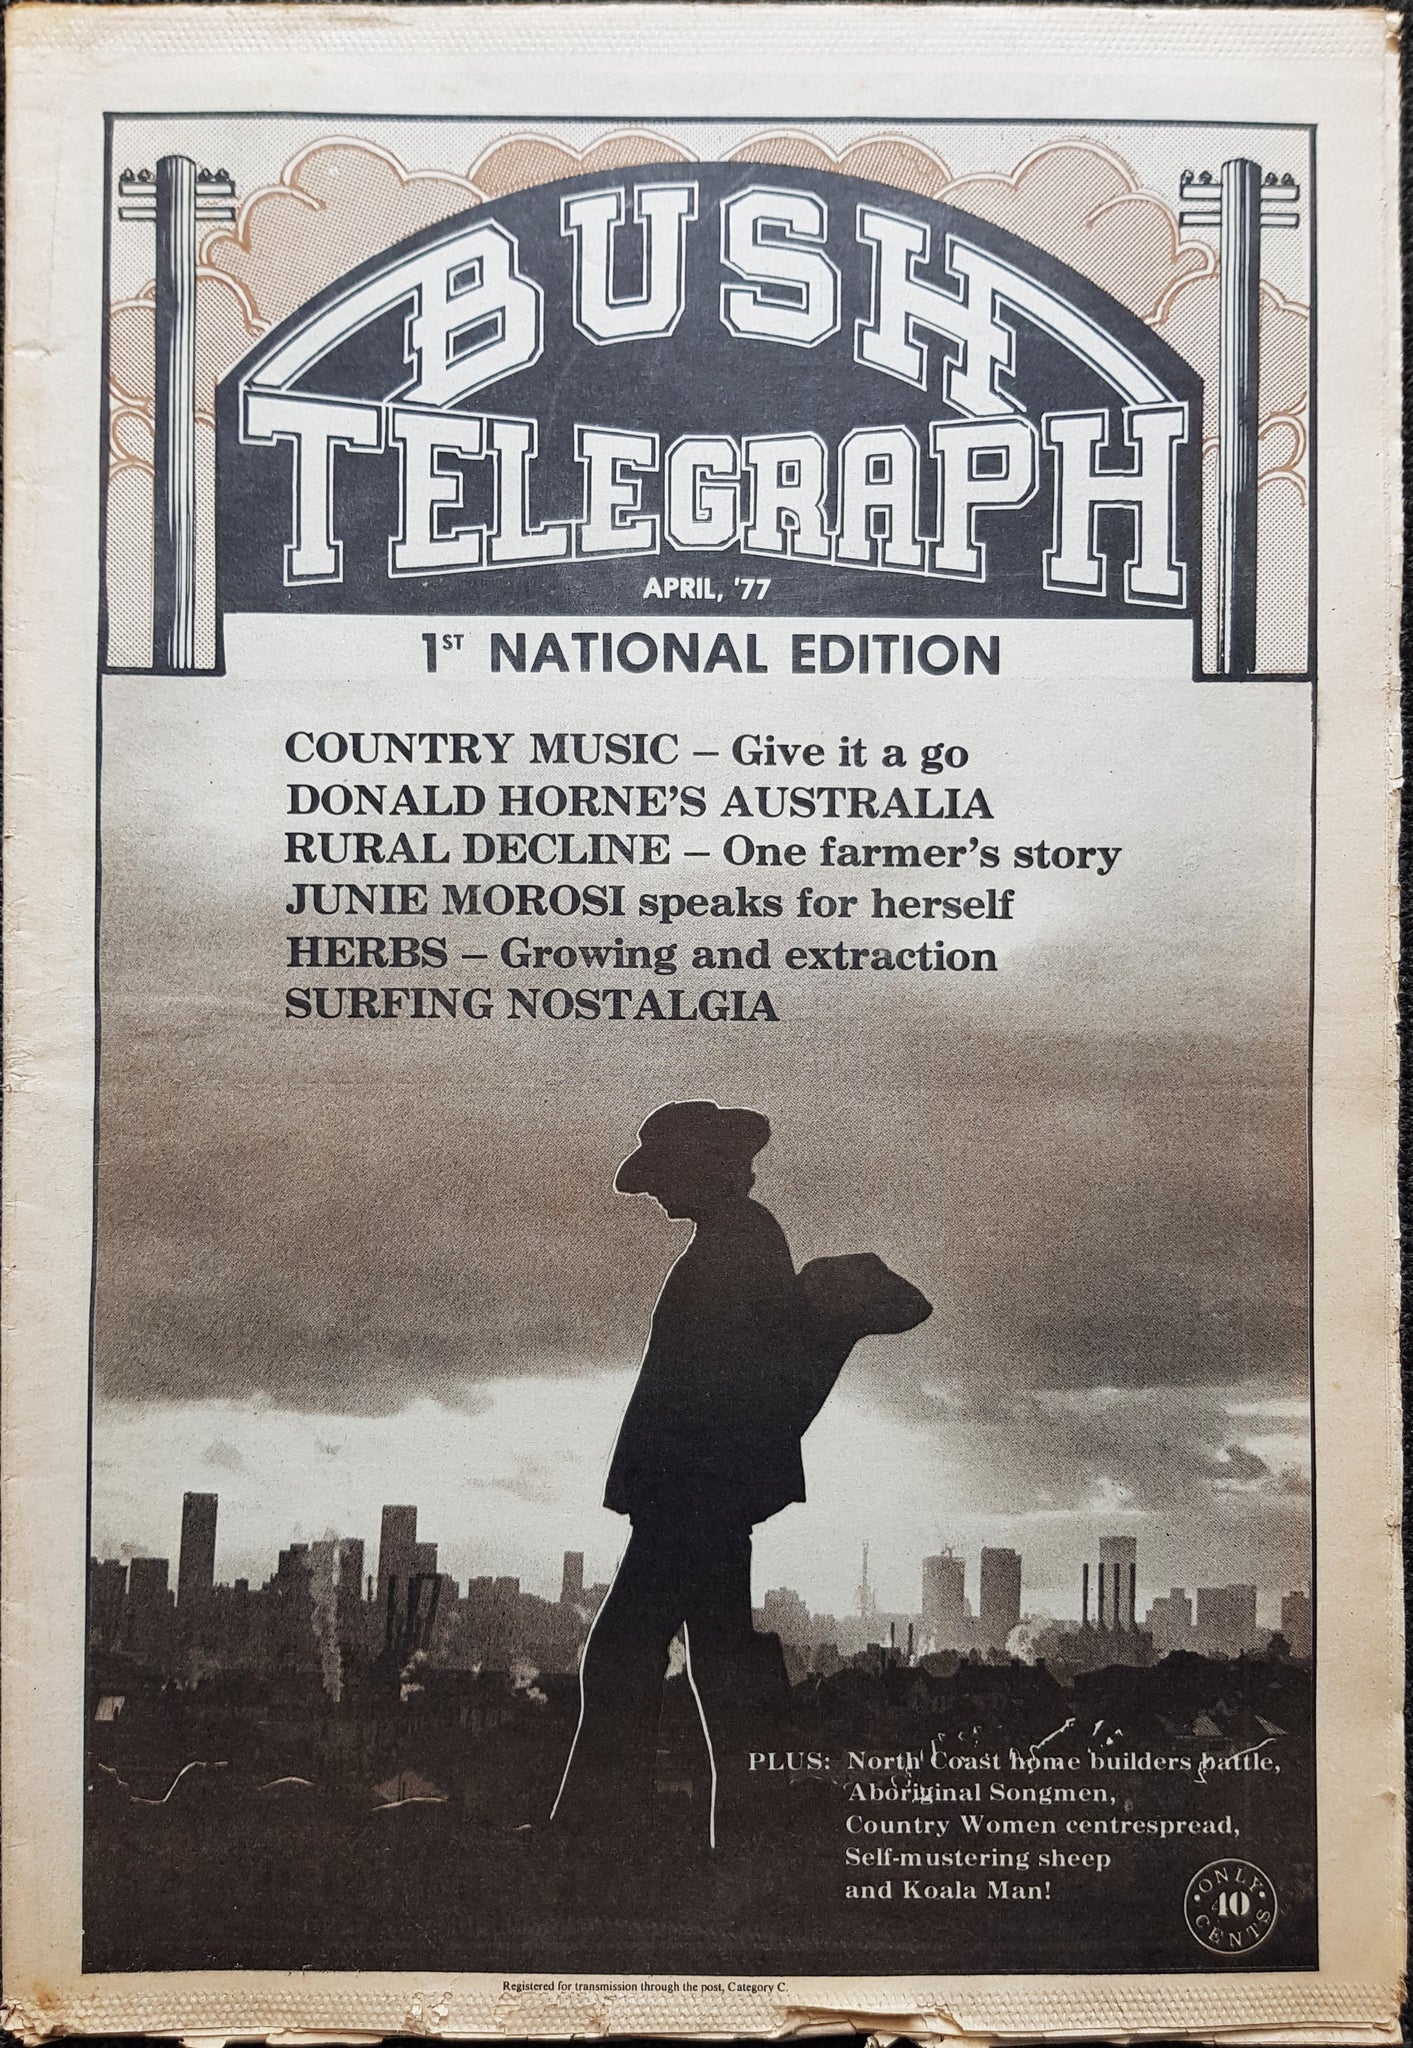 BUSH
TELEGRAPH
APRIL, '77
1ST NATIONAL EDITION
COUNTRY MUSIC – Give it a go
DONALD HORNE'S AUSTRALIA
RURAL DECLINE – One farmer's story
JUNIE MOROSI speaks for herself
HERBS – Growing and extraction
SURFING NOSTALGIA
PLUS: North Coast home builders battle,
Aboriginal Songmen,
Country Women centrespread,
Self-mustering sheep
and Koala Man!
ONLY
40
CENTS
Registered for transmission through the post, Category C.